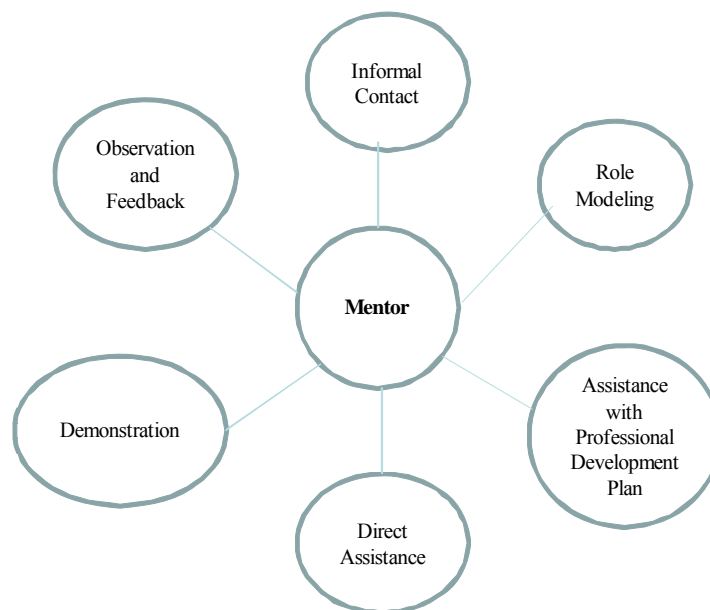 Informal
Contact
Observation
and
Feedback
Role
Modeling
Mentor
Assistance
with
Professional
Development
Plan
Demonstration
Direct
Assistance